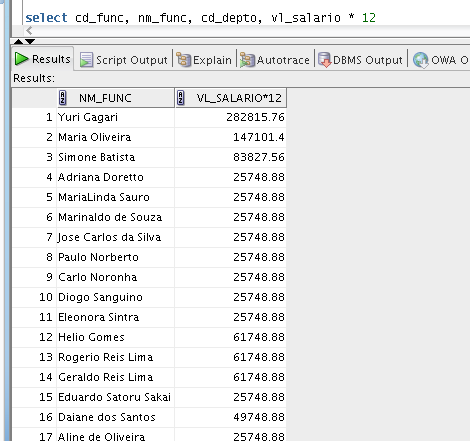 select cd_func, nm_func, cd_depto, vl_salario * 12
Results Script Output Explain Autotrace DBMS Output OWA O
Results:
NM_FUNC VL_SALARIO*12
1 Yuri Gagari 282815.76
2 Maria Oliveira 147101.4
3 Simone Batista 83827.56
4 Adriana Doretto 25748.88
5 MariaLinda Sauro 25748.88
6 Marinaldo de Souza 25748.88
7 Jose Carlos da Silva 25748.88
8 Paulo Norberto 25748.88
9 Carlo Noronha 25748.88
10 Diogo Sanguino 25748.88
11 Eleonora Sintra 25748.88
12 Helio Gomes 61748.88
13 Rogerio Reis Lima 61748.88
14 Geraldo Reis Lima 61748.88
15 Eduardo Satoru Sakai 25748.88
16 Daiane dos Santos 49748.88
17 Aline de Oliveira 25748.88